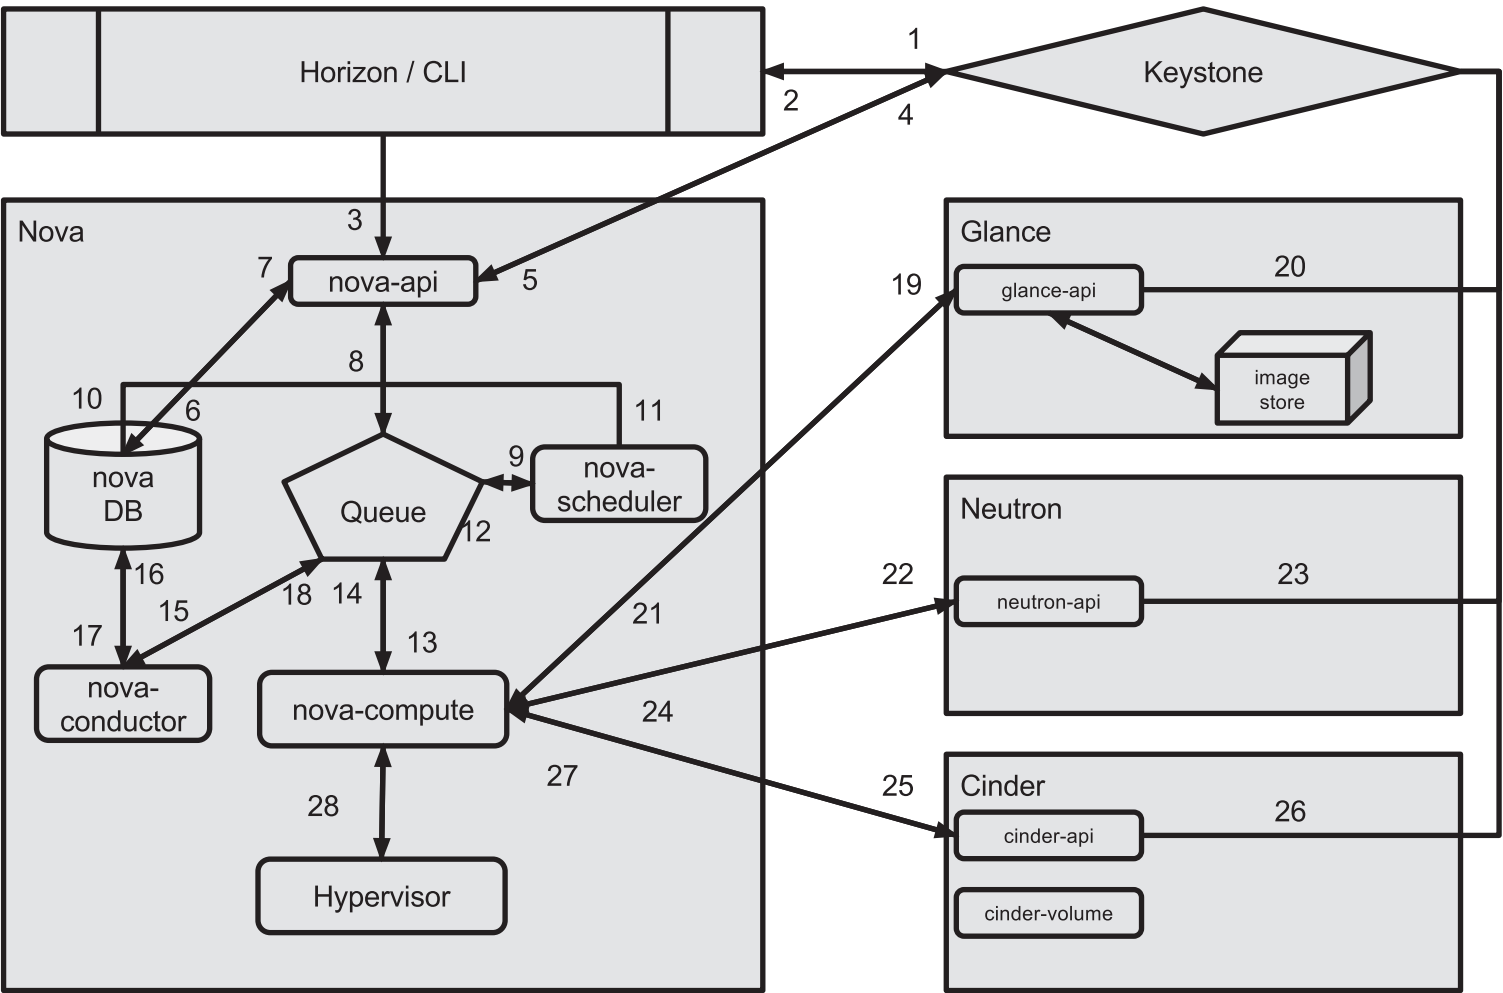 Horizon / CLI
1
2
4
Keystone
Nova
3
7
nova-api
5
Glance
19
glance-api
20
image
store
8
10
6
11
9
nova
DB
Queue
12
nova-
scheduler
Neutron
22
neutron-api
23
16
18
14
15
21
17
13
nova-
conductor
nova-compute
24
27
28
Hypervisor
Cinder
25
cinder-api
26
cinder-volume